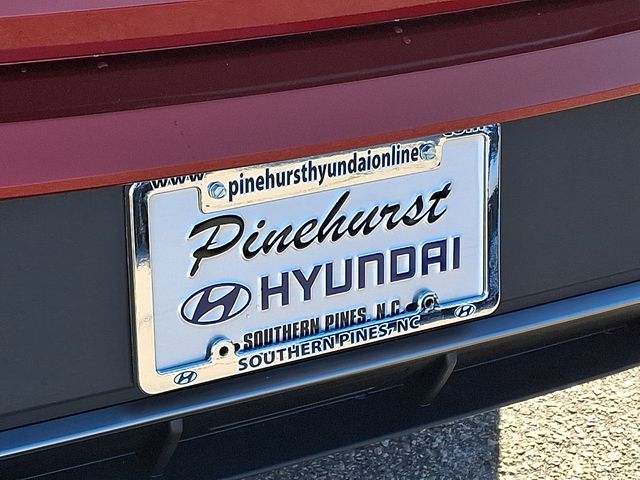 www.pinehursthyundaionline.com
Pinehurst
HYUNDAI
SOUTHERN PINES, N.C.
SOUTHERN PINES, NC